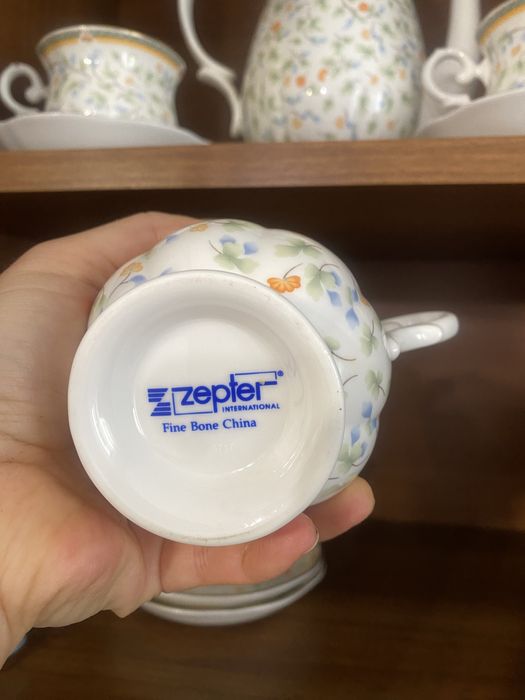 zepter®
INTERNATIONAL
Fine Bone China